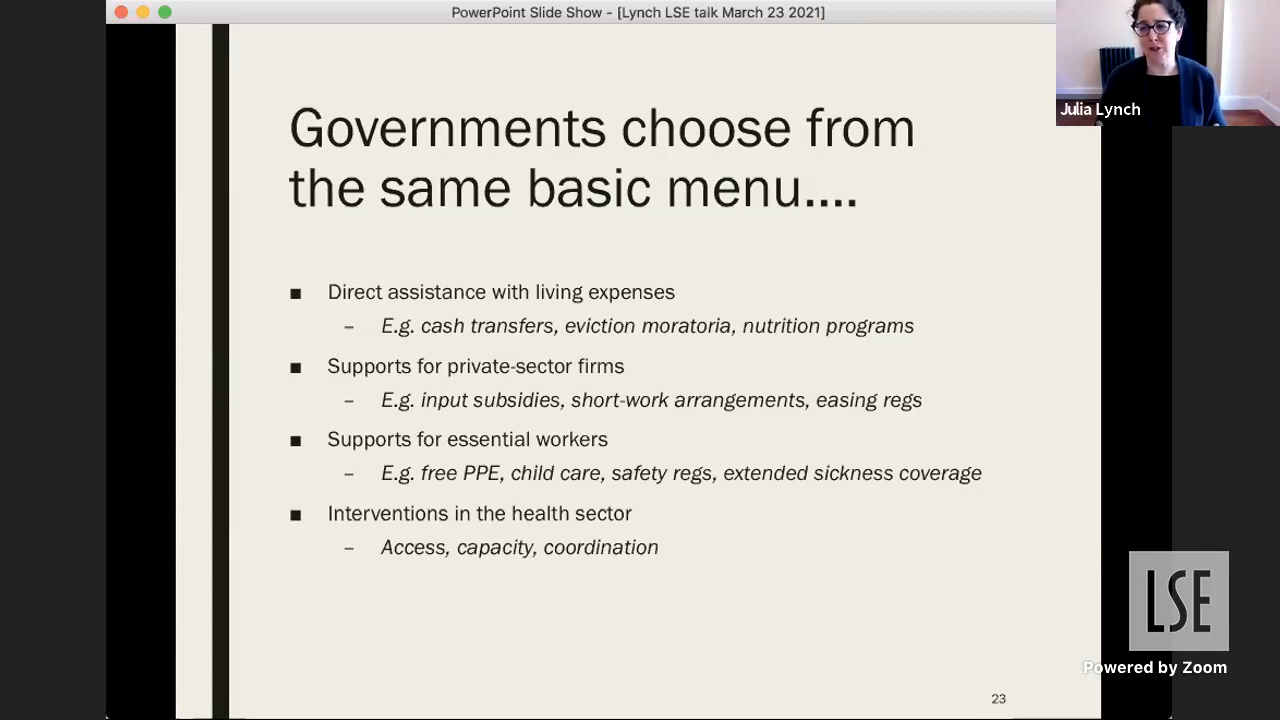 PowerPoint Slide Show - [Lynch LSE talk March 23 2021]
Julia Lynch
Governments choose from
the same basic menu....
■ Direct assistance with living expenses
– E.g. cash transfers, eviction moratoria, nutrition programs
■ Supports for private-sector firms
– E.g. input subsidies, short-work arrangements, easing regs
■ Supports for essential workers
– E.g. free PPE, child care, safety regs, extended sickness coverage
■ Interventions in the health sector
– Access, capacity, coordination
LSE
Powered by Zoom
23